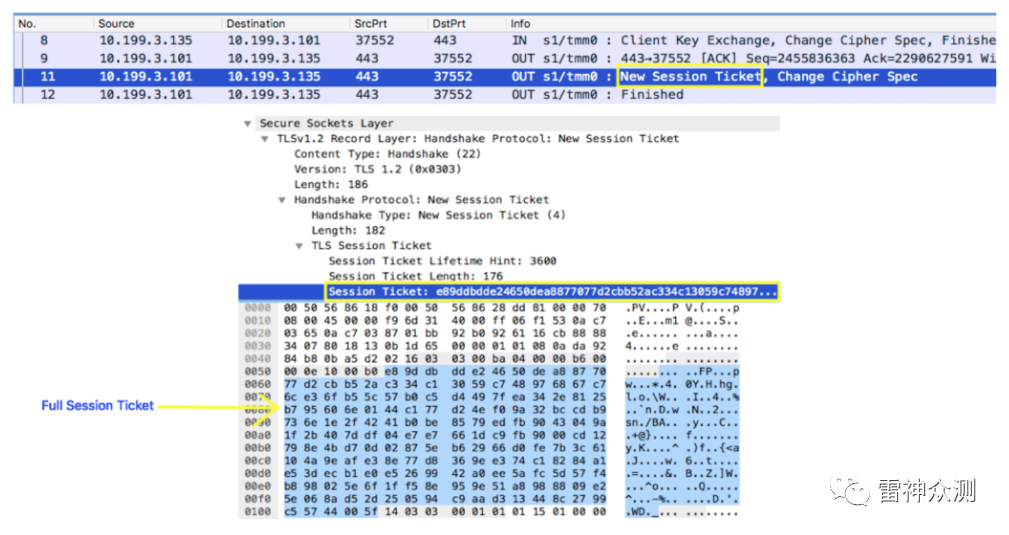 No. Source Destination SrcPrt DstPrt Info
8 10.199.3.135 10.199.3.101 37552 443 IN s1/tmm0 : Client Key Exchange, Change Cipher Spec, Finishe
9 10.199.3.101 10.199.3.135 443 37552 OUT s1/tmm0 : 443→37552 [ACK] Seq=2455836363 Ack=2290627591 Wi
11 10.199.3.101 10.199.3.135 443 37552 OUT s1/tmm0 : New Session Ticket, Change Cipher Spec
12 10.199.3.101 10.199.3.135 443 37552 OUT s1/tmm0 : Finished
Secure Sockets Layer
TLSv1.2 Record Layer: Handshake Protocol: New Session Ticket
Content Type: Handshake (22)
Version: TLS 1.2 (0x0303)
Length: 186
Handshake Protocol: New Session Ticket
Handshake Type: New Session Ticket (4)
Length: 182
TLS Session Ticket
Session Ticket Lifetime Hint: 3600
Session Ticket Length: 176
Session Ticket: e89ddbdde24650dea8877077d2cbb52ac334c13059c74897...
0000 00 50 56 86 18 f0 00 50 56 86 28 dd 81 00 00 70 .PV....P V.(....p
0010 08 00 45 00 00 f9 6d 31 40 00 ff 06 f1 53 0a c7 ..E...m1 @....S..
0020 03 65 0a c7 03 87 01 bb 92 b0 92 61 16 cb 88 88 .e...... ...a....
0030 34 07 80 18 13 0b 1d 65 00 00 01 01 08 0a da 92 4......e ........
0040 84 b8 0b a5 d2 02 16 03 03 00 ba 04 00 00 b6 00 ........ ........
0050 00 0e 10 00 b0 e8 9d db dd e2 46 50 de a8 87 70 ........ ..FP...p
0060 77 d2 cb b5 2a c3 34 c1 30 59 c7 48 97 68 67 c7 w...*.4. 0Y.H.hg.
0070 6c e3 6f b5 5c 57 b0 c5 d4 49 7f ea 34 2e 81 25 l.o.\W.. .I..4..%
0080 b7 95 60 6e 01 44 c1 77 d2 4e f0 9a 32 bc cd b9 ..`n.D.w .N..2...
0090 73 6e 1e 2f 42 41 b0 be 85 79 ed fb 90 43 04 9a sn./BA.. .y...C..
00a0 1f 2b 40 7d df 04 e7 e7 66 1d c9 fb 90 00 cd 12 .+@}.... f.......
00b0 79 8e 4b d7 0d 02 87 5e b6 29 66 d0 fe 7b 3c 61 y.K....^ .)f..{<a
00c0 10 4a 9e af e3 8e 77 d8 36 9e e3 74 c1 82 84 a1 .J....w. 6..t....
00d0 e5 3d ec b1 e0 e5 26 99 42 a0 ee 5a fc 5d 57 f4 .=....&. B..Z.]W.
00e0 b8 98 02 5e 6f 1f f5 8e 95 9e 51 a8 98 88 09 e2 ...^o... ..Q.....
00f0 5e 06 8a d5 2d 25 05 94 c9 aa d3 13 44 8c 27 99 ^...-%.. ....D.'.
0100 c5 57 44 00 5f 14 03 03 00 01 01 01 15 01 00 00 .WD._... ........
Full Session Ticket
雷神众测